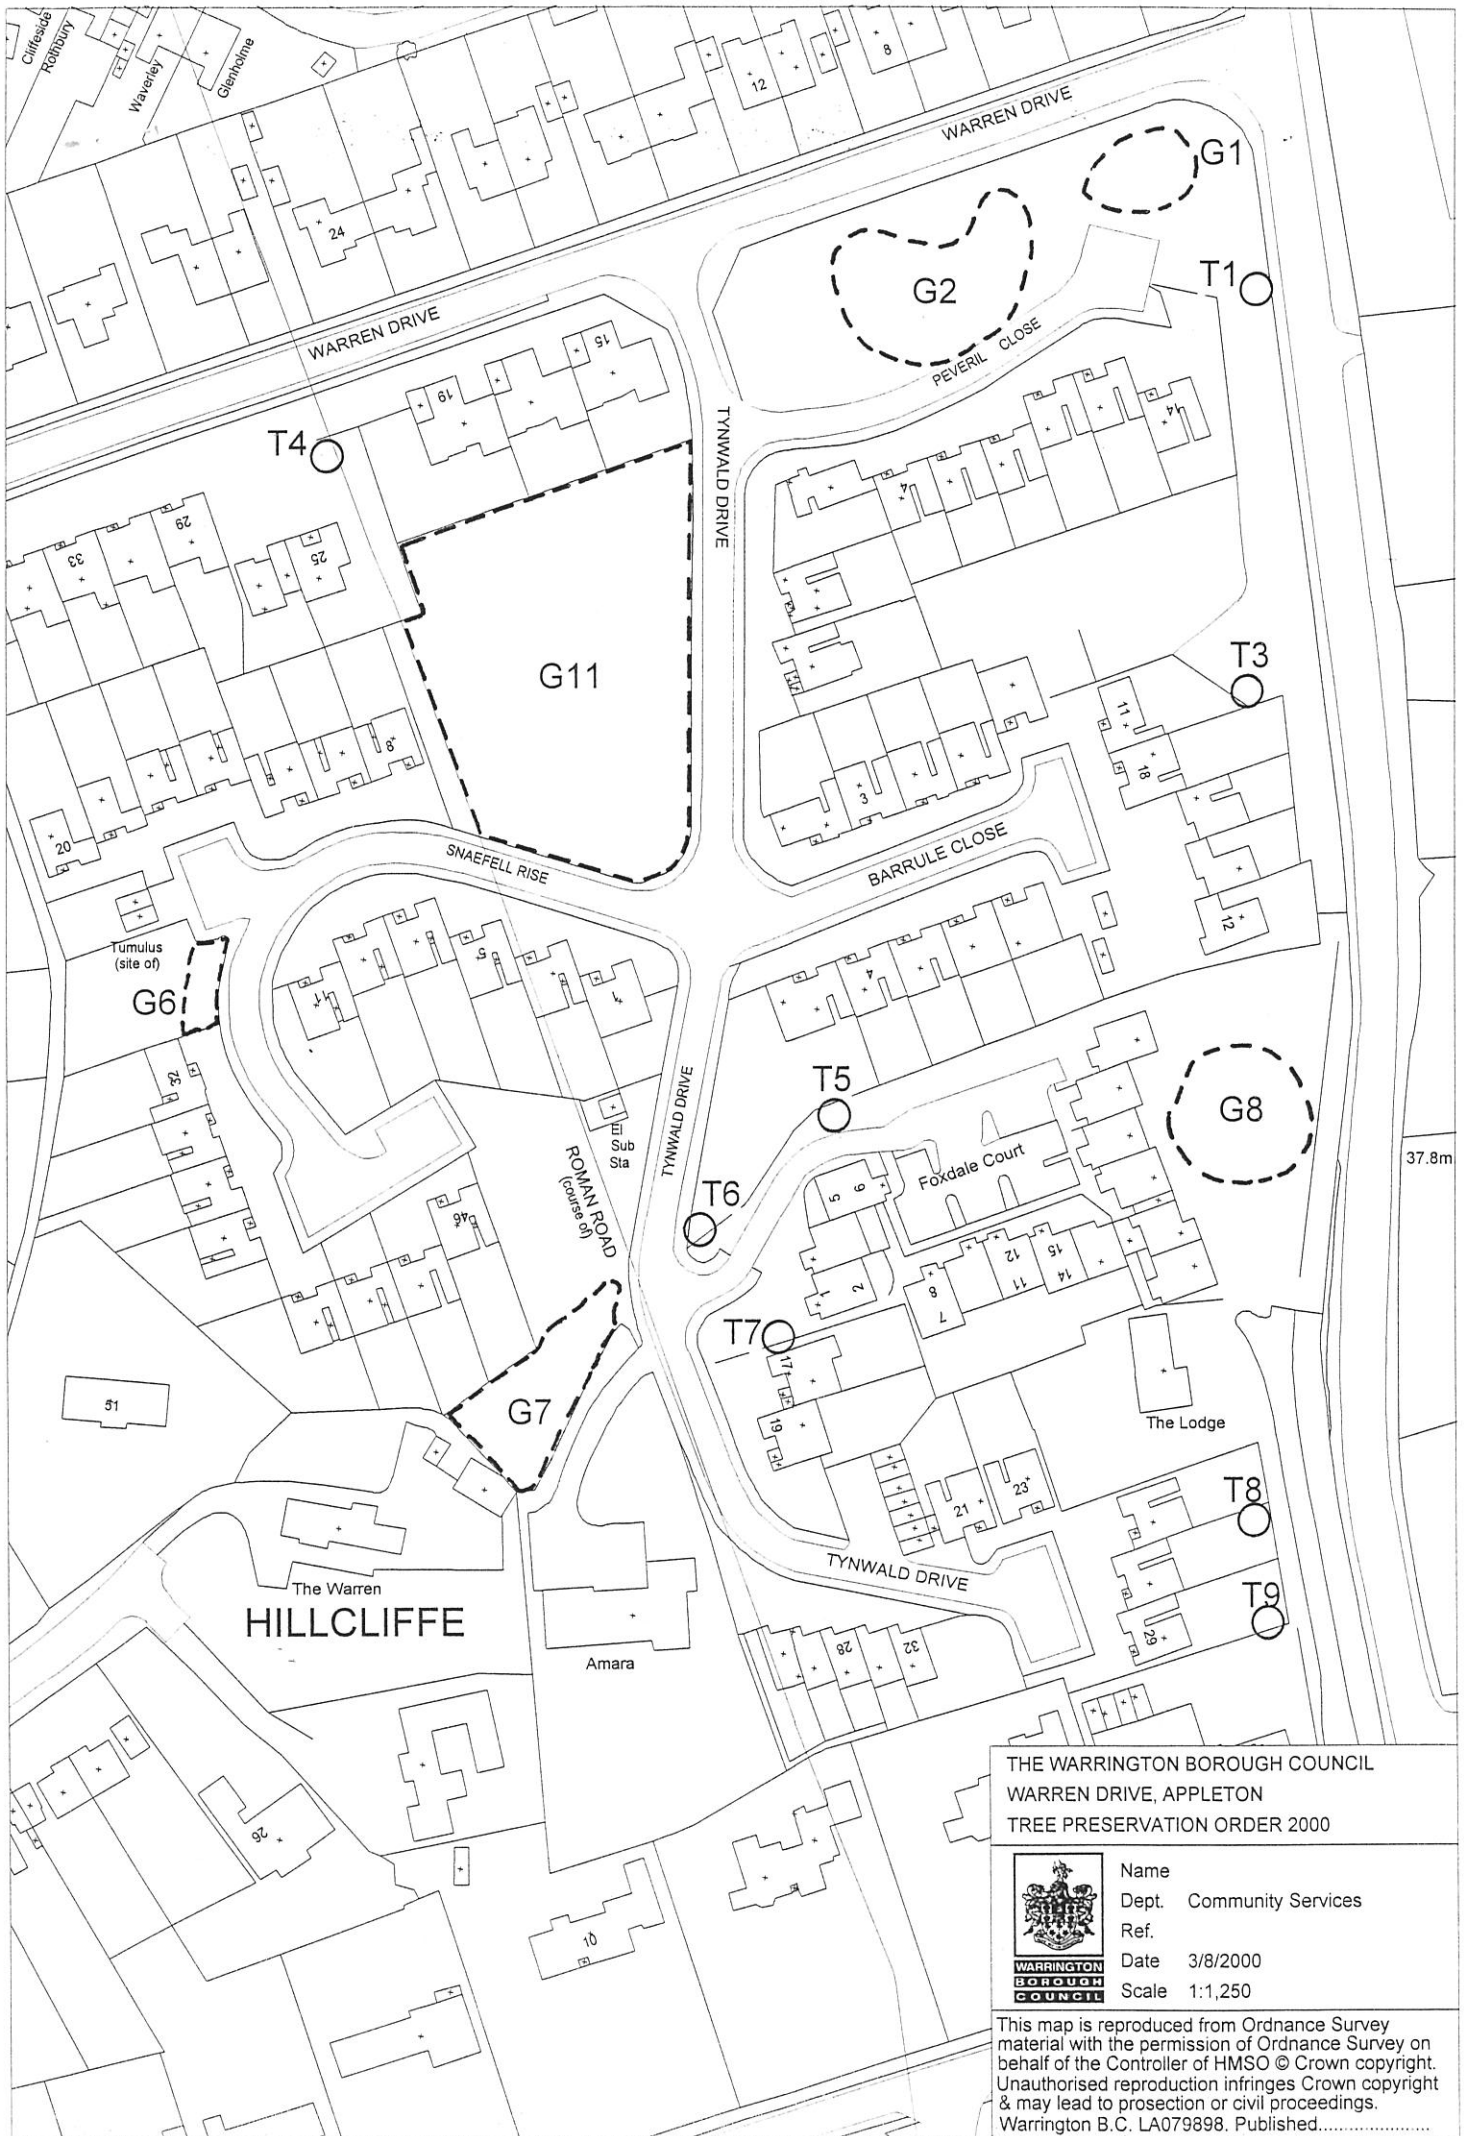 Cliffeside
Rothbury
Waverley
Glenholme
12
8
WARREN DRIVE
G1
24
G2
T1
WARREN DRIVE
PEVERIL CLOSE
15
19
TYNWALD DRIVE
14
T4
4
29
33
25
G11
T3
11
18
8
3
20
SNAEFELL RISE
BARRULE CLOSE
12
Tumulus
(site of)
G6
11
5
1
4
32
T5
G8
El
Sub
Sta
TYNWALD DRIVE
ROMAN ROAD
(course of)
Foxdale Court
37.8m
T6
5
6
46
12
15
11
14
1
2
8
7
T7
17
19
G7
51
The Lodge
21
23
T8
The Warren
HILLCLIFFE
TYNWALD DRIVE
T9
29
28
32
Amara
26
10
THE WARRINGTON BOROUGH COUNCIL
WARREN DRIVE, APPLETON
TREE PRESERVATION ORDER 2000
WARRINGTON
BOROUGH
COUNCIL
Name
Dept. Community Services
Ref.
Date 3/8/2000
Scale 1:1,250
This map is reproduced from Ordnance Survey
material with the permission of Ordnance Survey on
behalf of the Controller of HMSO © Crown copyright.
Unauthorised reproduction infringes Crown copyright
& may lead to prosection or civil proceedings.
Warrington B.C. LA079898. Published......................